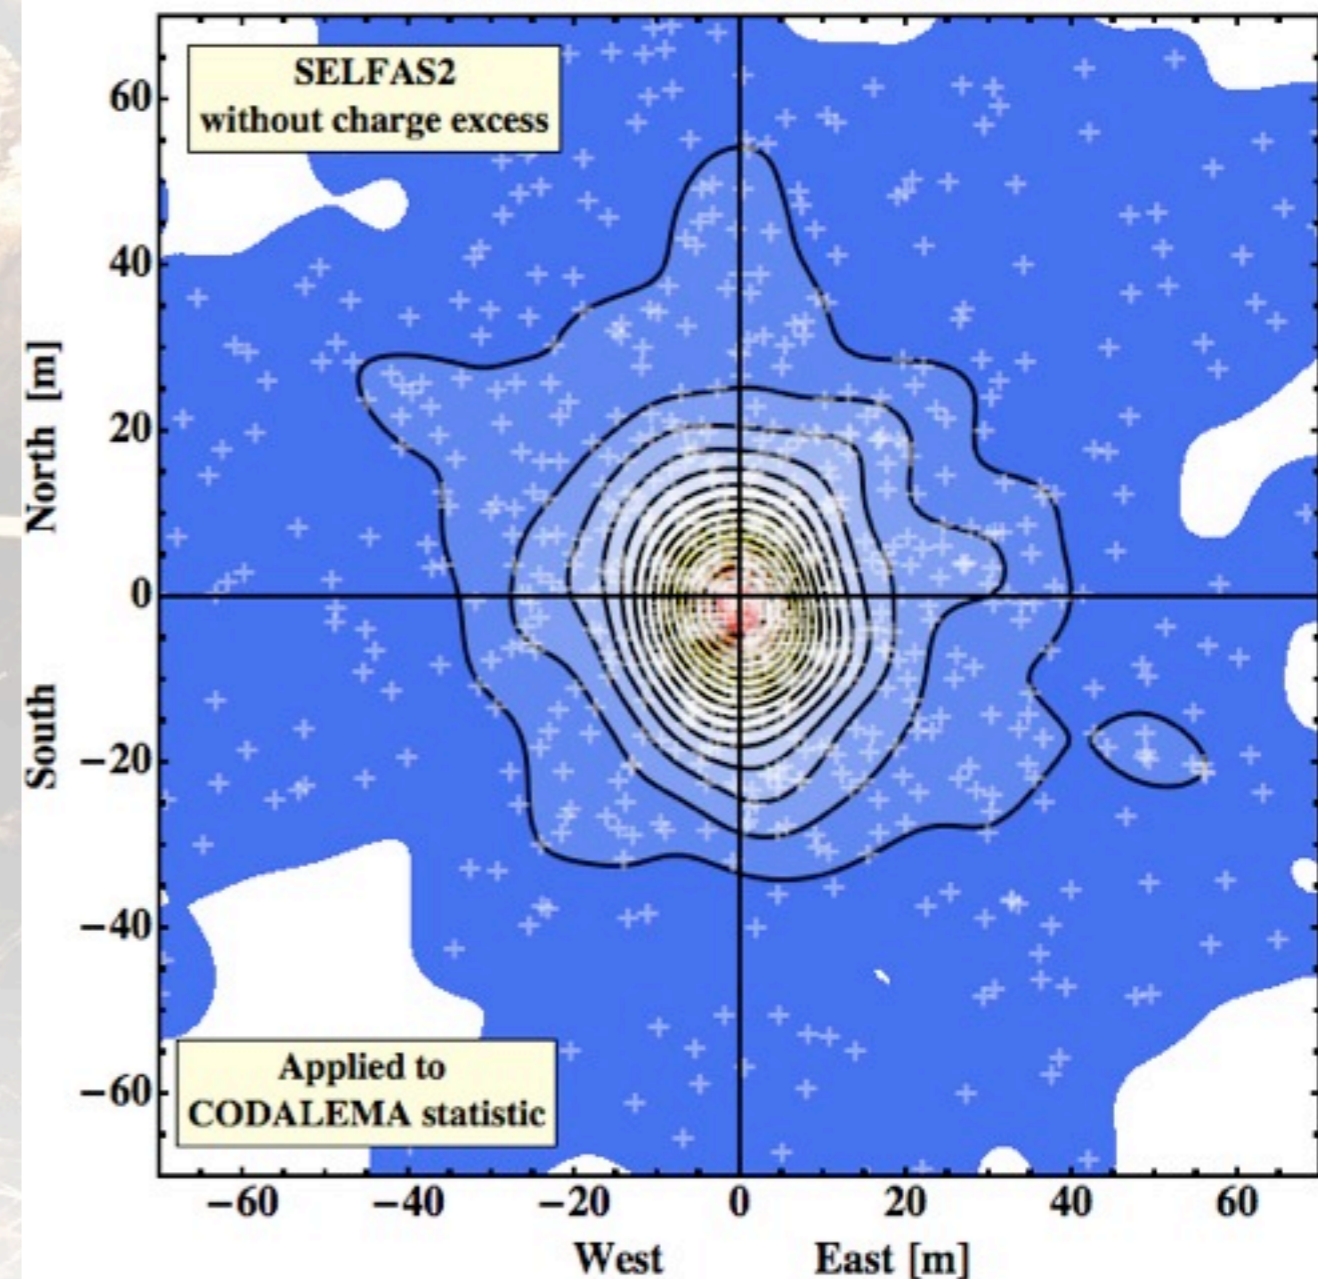 SELFAS2
without charge excess
60
40
20
0
−20
−40
−60
North [m]
South
Applied to
CODALEMA statistic
−60 −40 −20 0 20 40 60
West East [m]